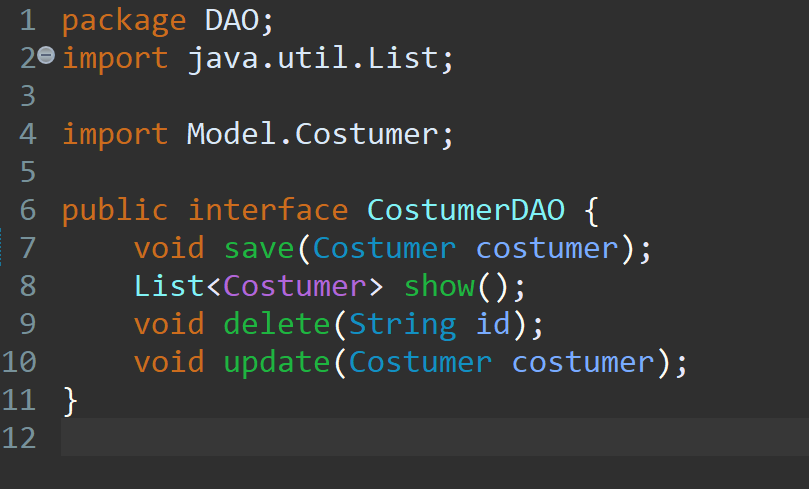 1 package DAO;
2 import java.util.List;
3
4 import Model.Costumer;
5
6 public interface CostumerDAO {
7     void save(Costumer costumer);
8     List<Costumer> show();
9     void delete(String id);
10     void update(Costumer costumer);
11 }
12